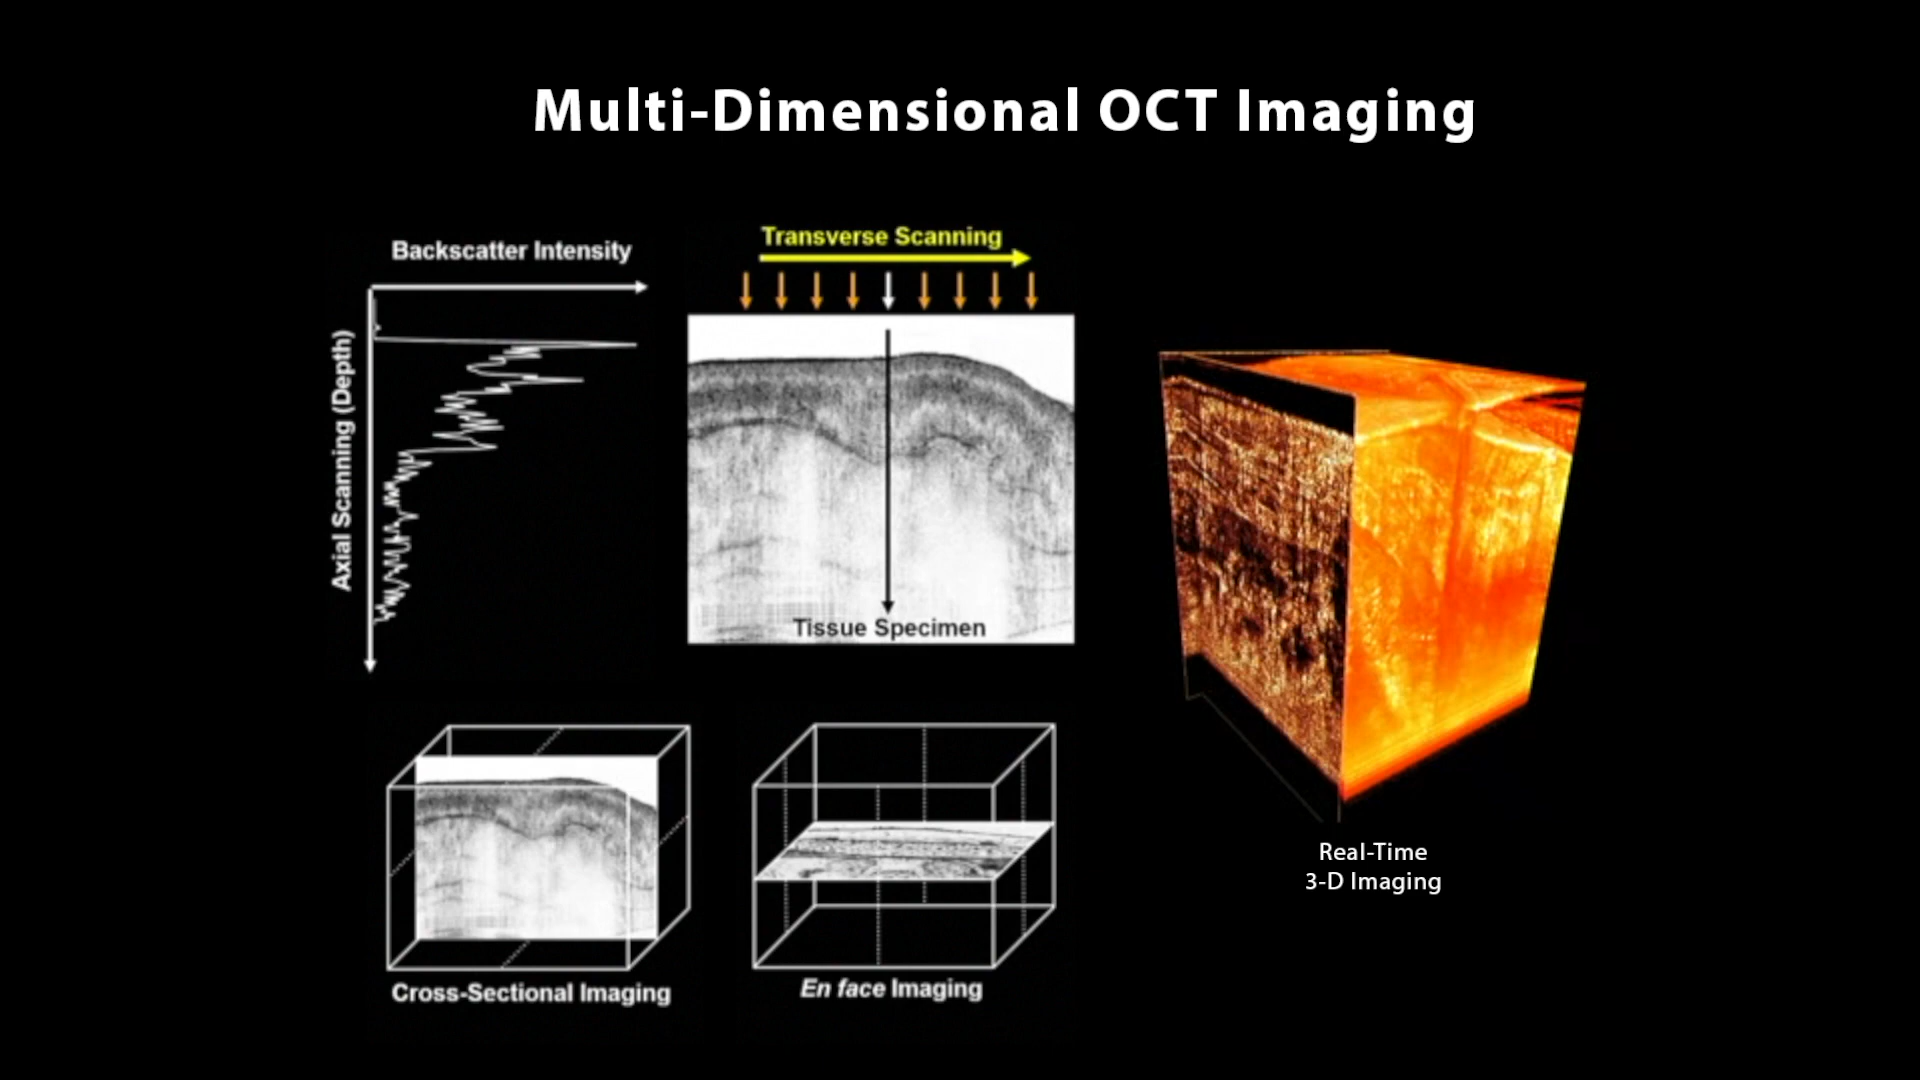 Multi-Dimensional OCT Imaging
Backscatter Intensity
Axial Scanning (Depth)
Transverse Scanning
Tissue Specimen
Cross-Sectional Imaging
En face Imaging
Real-Time
3-D Imaging